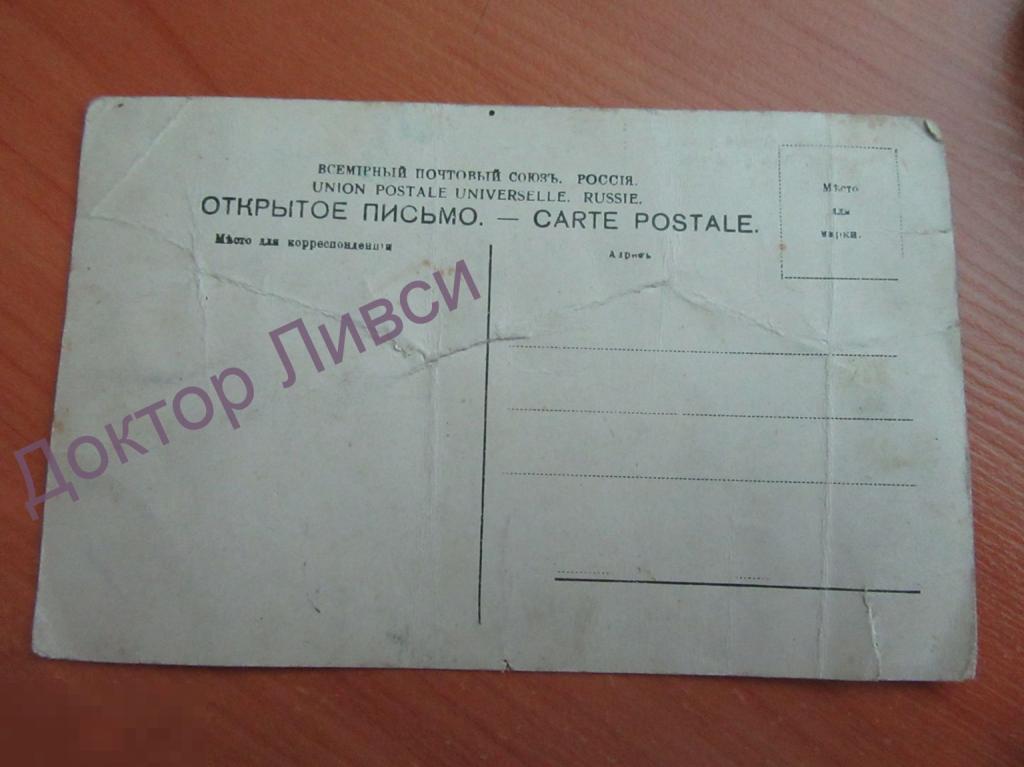 ВСЕМІРНЫЙ ПОЧТОВЫЙ СОЮЗЪ. РОССІЯ.
UNION POSTALE UNIVERSELLE. RUSSIE.
ОТКРЫТОЕ ПИСЬМО. — CARTE POSTALE.
Мѣсто для корреспонденціи
Адресъ
Мѣсто
для
марки.
Доктор Ливси